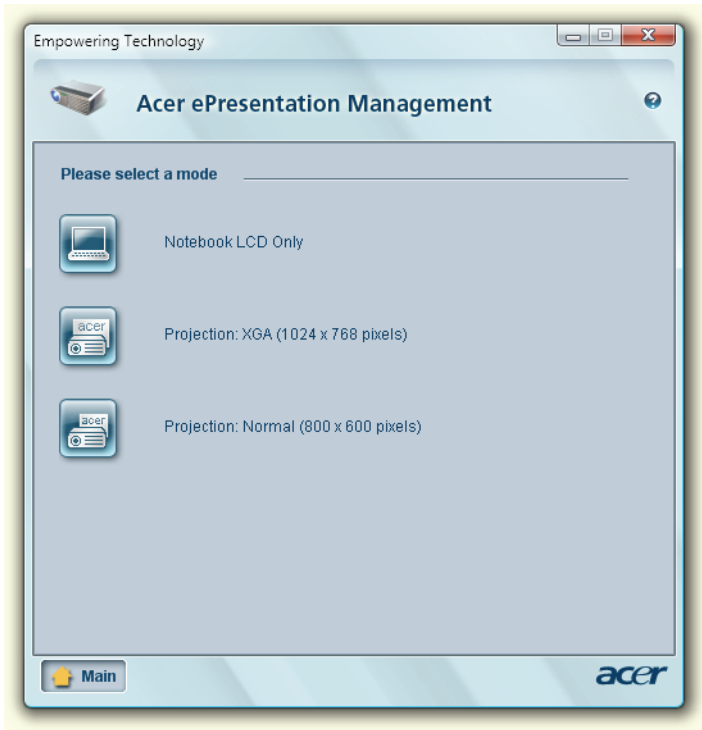 Empowering Technology
Acer ePresentation Management
Please select a mode
Notebook LCD Only
acer
Projection: XGA (1024 x 768 pixels)
acer
Projection: Normal (800 x 600 pixels)
Main
acer